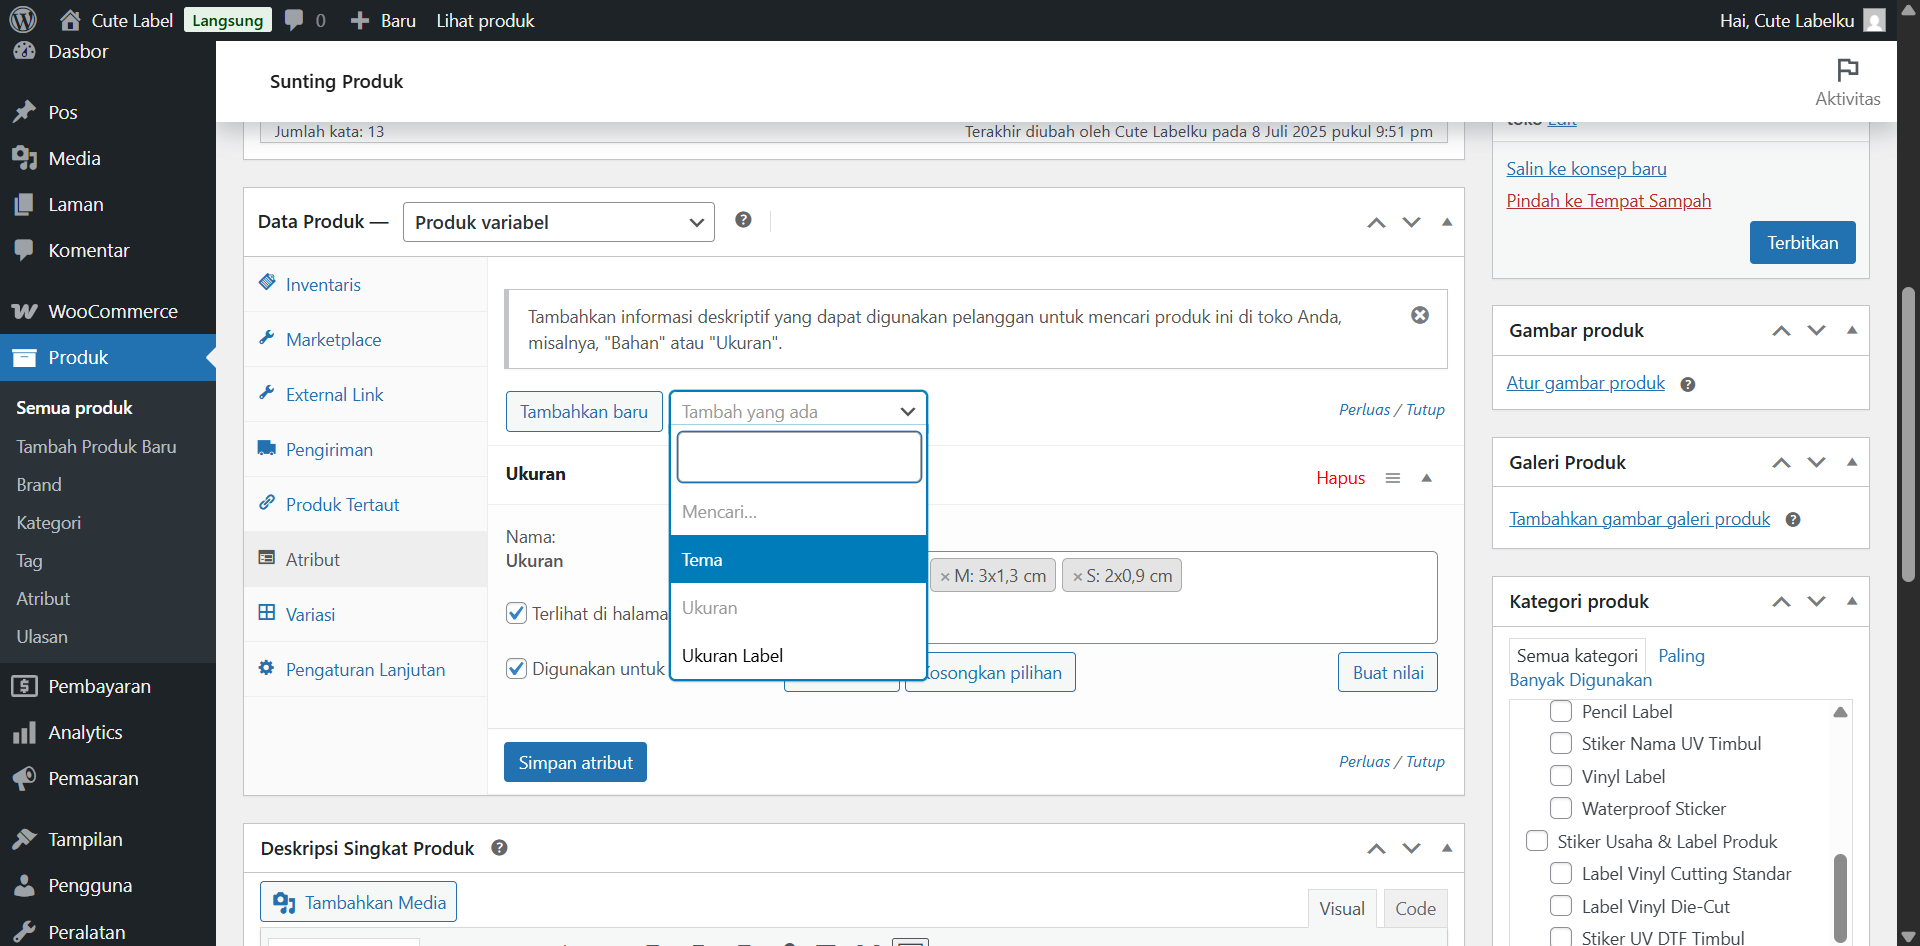 Cute Label
Langsung
0
Baru
Lihat produk
Hai, Cute Labelku
Dasbor
Pos
Media
Laman
Komentar
WooCommerce
Produk
Semua produk
Tambah Produk Baru
Brand
Kategori
Tag
Atribut
Ulasan
Pembayaran
Analytics
Pemasaran
Tampilan
Pengguna
Peralatan
Sunting Produk
Aktivitas
Jumlah kata: 13
Terakhir diubah oleh Cute Labelku pada 8 Juli 2025 pukul 9:51 pm
Data Produk —
Produk variabel
Inventaris
Marketplace
External Link
Pengiriman
Produk Tertaut
Atribut
Variasi
Pengaturan Lanjutan
Tambahkan informasi deskriptif yang dapat digunakan pelanggan untuk mencari produk ini di toko Anda,
misalnya, "Bahan" atau "Ukuran".
Tambahkan baru
Tambah yang ada
Perluas / Tutup
Mencari...
Tema
Ukuran
Ukuran Label
Ukuran
Hapus
Nama:
Ukuran
× M: 3x1,3 cm
× S: 2x0,9 cm
Terlihat di halama
Digunakan untuk
Kosongkan pilihan
Buat nilai
Simpan atribut
Perluas / Tutup
Deskripsi Singkat Produk
Tambahkan Media
Visual
Code
toko Edit
Salin ke konsep baru
Pindah ke Tempat Sampah
Terbitkan
Gambar produk
Atur gambar produk
Galeri Produk
Tambahkan gambar galeri produk
Kategori produk
Semua kategori
Paling
Banyak Digunakan
Pencil Label
Stiker Nama UV Timbul
Vinyl Label
Waterproof Sticker
Stiker Usaha & Label Produk
Label Vinyl Cutting Standar
Label Vinyl Die-Cut
Stiker UV DTF Timbul